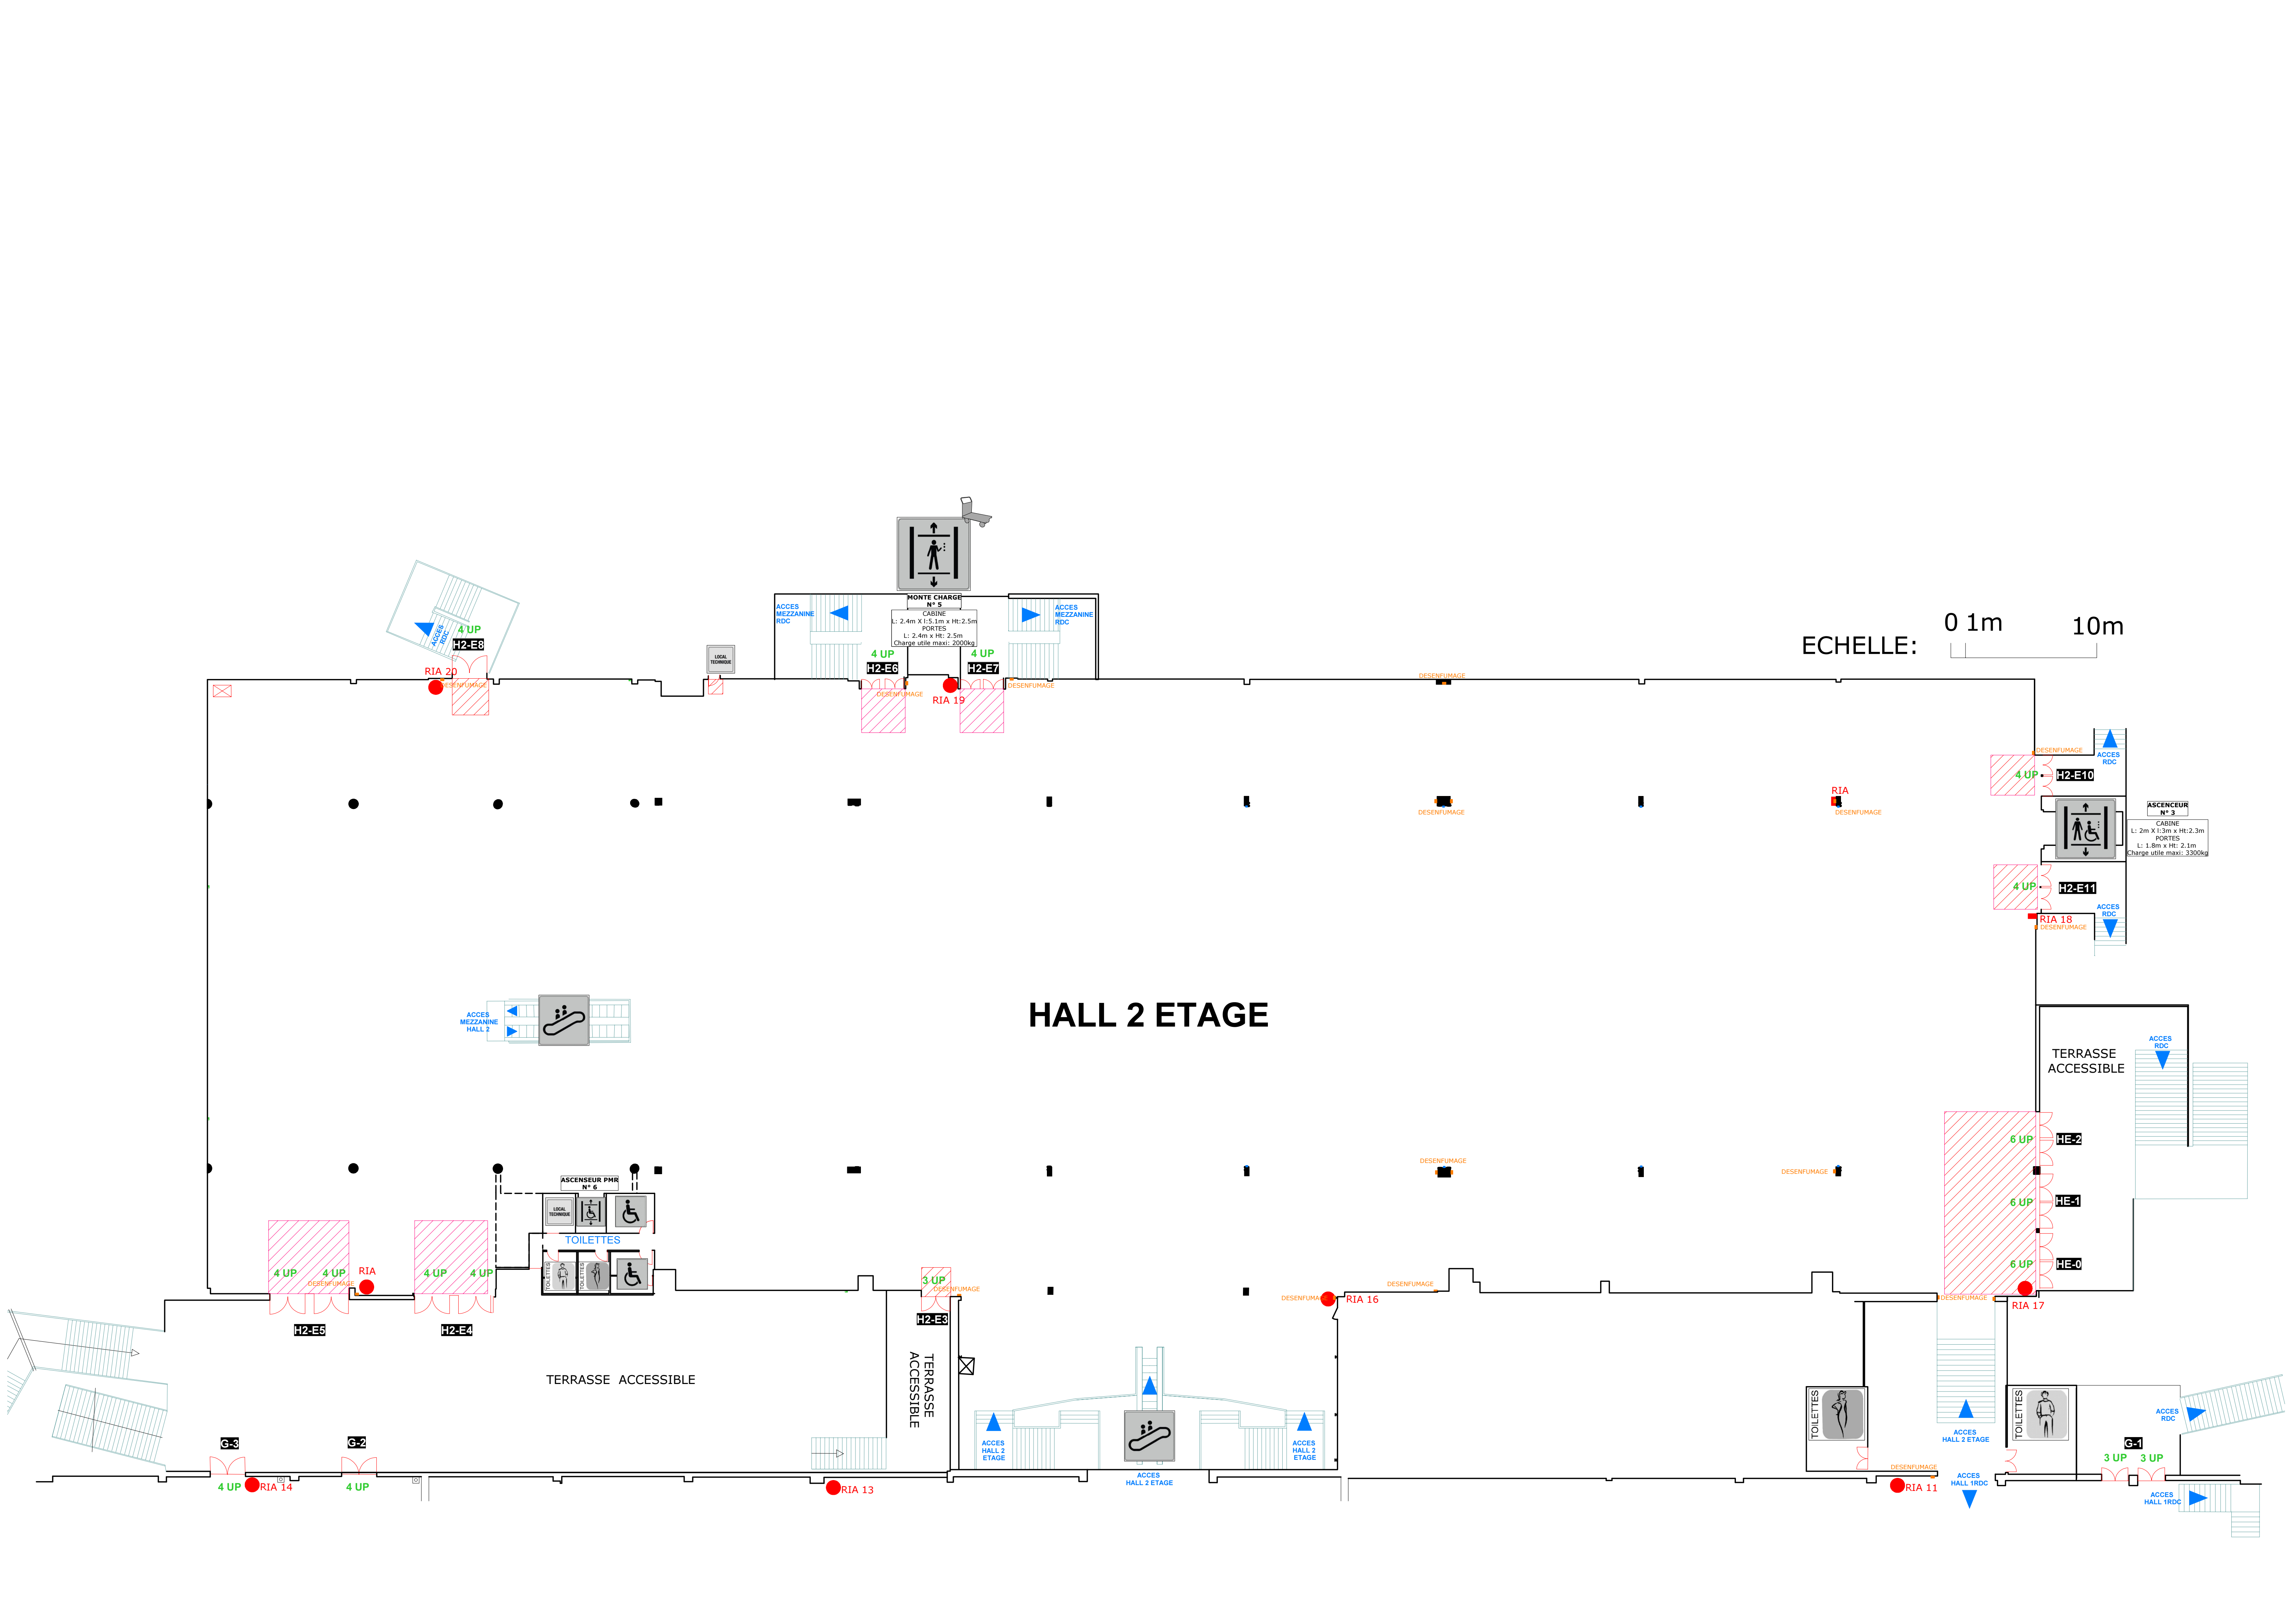 MONTE CHARGE
N° 5
CABINE
L: 2.4m X l:5.1m x Ht:2.5m
PORTES
L: 2.4m x Ht: 2.5m
Charge utile maxi: 2000kg
ACCES
MEZZANINE
RDC
ACCES
MEZZANINE
RDC
ECHELLE:
0 1m 10m
ACCES
RDC
4 UP
H2-E8
RIA 20
DESENFUMAGE
LOCAL
TECHNIQUE
4 UP
H2-E6
DESENFUMAGE
4 UP
H2-E7
RIA 19
DESENFUMAGE
DESENFUMAGE
DESENFUMAGE
4 UP
H2-E10
ACCES
RDC
RIA
DESENFUMAGE
DESENFUMAGE
ASCENCEUR
N° 3
CABINE
L: 2m X l:3m x Ht:2.3m
PORTES
L: 1.8m x Ht: 2.1m
Charge utile maxi: 3300kg
4 UP
H2-E11
ACCES
RDC
RIA 18
DESENFUMAGE
ACCES
MEZZANINE
HALL 2
HALL 2 ETAGE
TERRASSE
ACCESSIBLE
ACCES
RDC
6 UP
HE-2
6 UP
HE-1
6 UP
HE-0
DESENFUMAGE
DESENFUMAGE
ASCENSEUR PMR
N° 6
LOCAL
TECHNIQUE
TOILETTES
TOILETTES
TOILETTES
4 UP
4 UP
DESENFUMAGE
RIA
4 UP
4 UP
H2-E5
H2-E4
3 UP
DESENFUMAGE
H2-E3
DESENFUMAGE
RIA 16
DESENFUMAGE
DESENFUMAGE
RIA 17
TERRASSE ACCESSIBLE
TERRASSE
ACCESSIBLE
ACCES
HALL 2
ETAGE
ACCES
HALL 2 ETAGE
ACCES
HALL 2
ETAGE
TOILETTES
ACCES
HALL 2 ETAGE
TOILETTES
ACCES
RDC
G-3
4 UP
RIA 14
G-2
4 UP
RIA 13
DESENFUMAGE
RIA 11
ACCES
HALL 1RDC
G-1
3 UP
3 UP
ACCES
HALL 1RDC